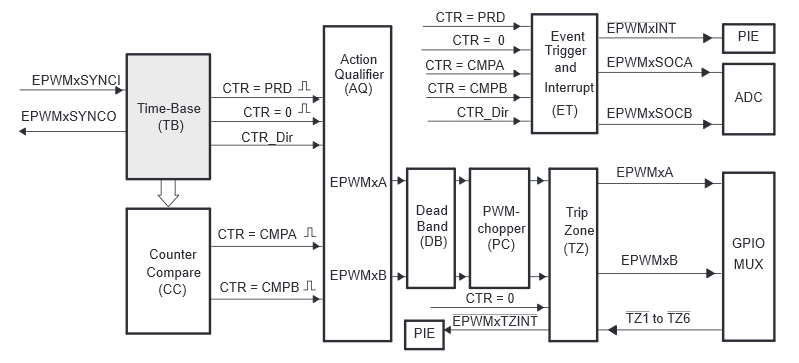 EPWMxSYNCI
EPWMxSYNCO
Time-Base
(TB)
CTR = PRD
CTR = 0
CTR_Dir
Counter
Compare
(CC)
CTR = CMPA
CTR = CMPB
Action
Qualifier
(AQ)
EPWMxA
EPWMxB
CTR = PRD
CTR = 0
CTR = CMPA
CTR = CMPB
CTR_Dir
Event
Trigger
and
Interrupt
(ET)
EPWMxINT
EPWMxSOCA
EPWMxSOCB
PIE
ADC
Dead
Band
(DB)
PWM-
chopper
(PC)
Trip
Zone
(TZ)
CTR = 0
EPWMxTZINT
PIE
EPWMxA
EPWMxB
TZ1 to TZ6
GPIO
MUX